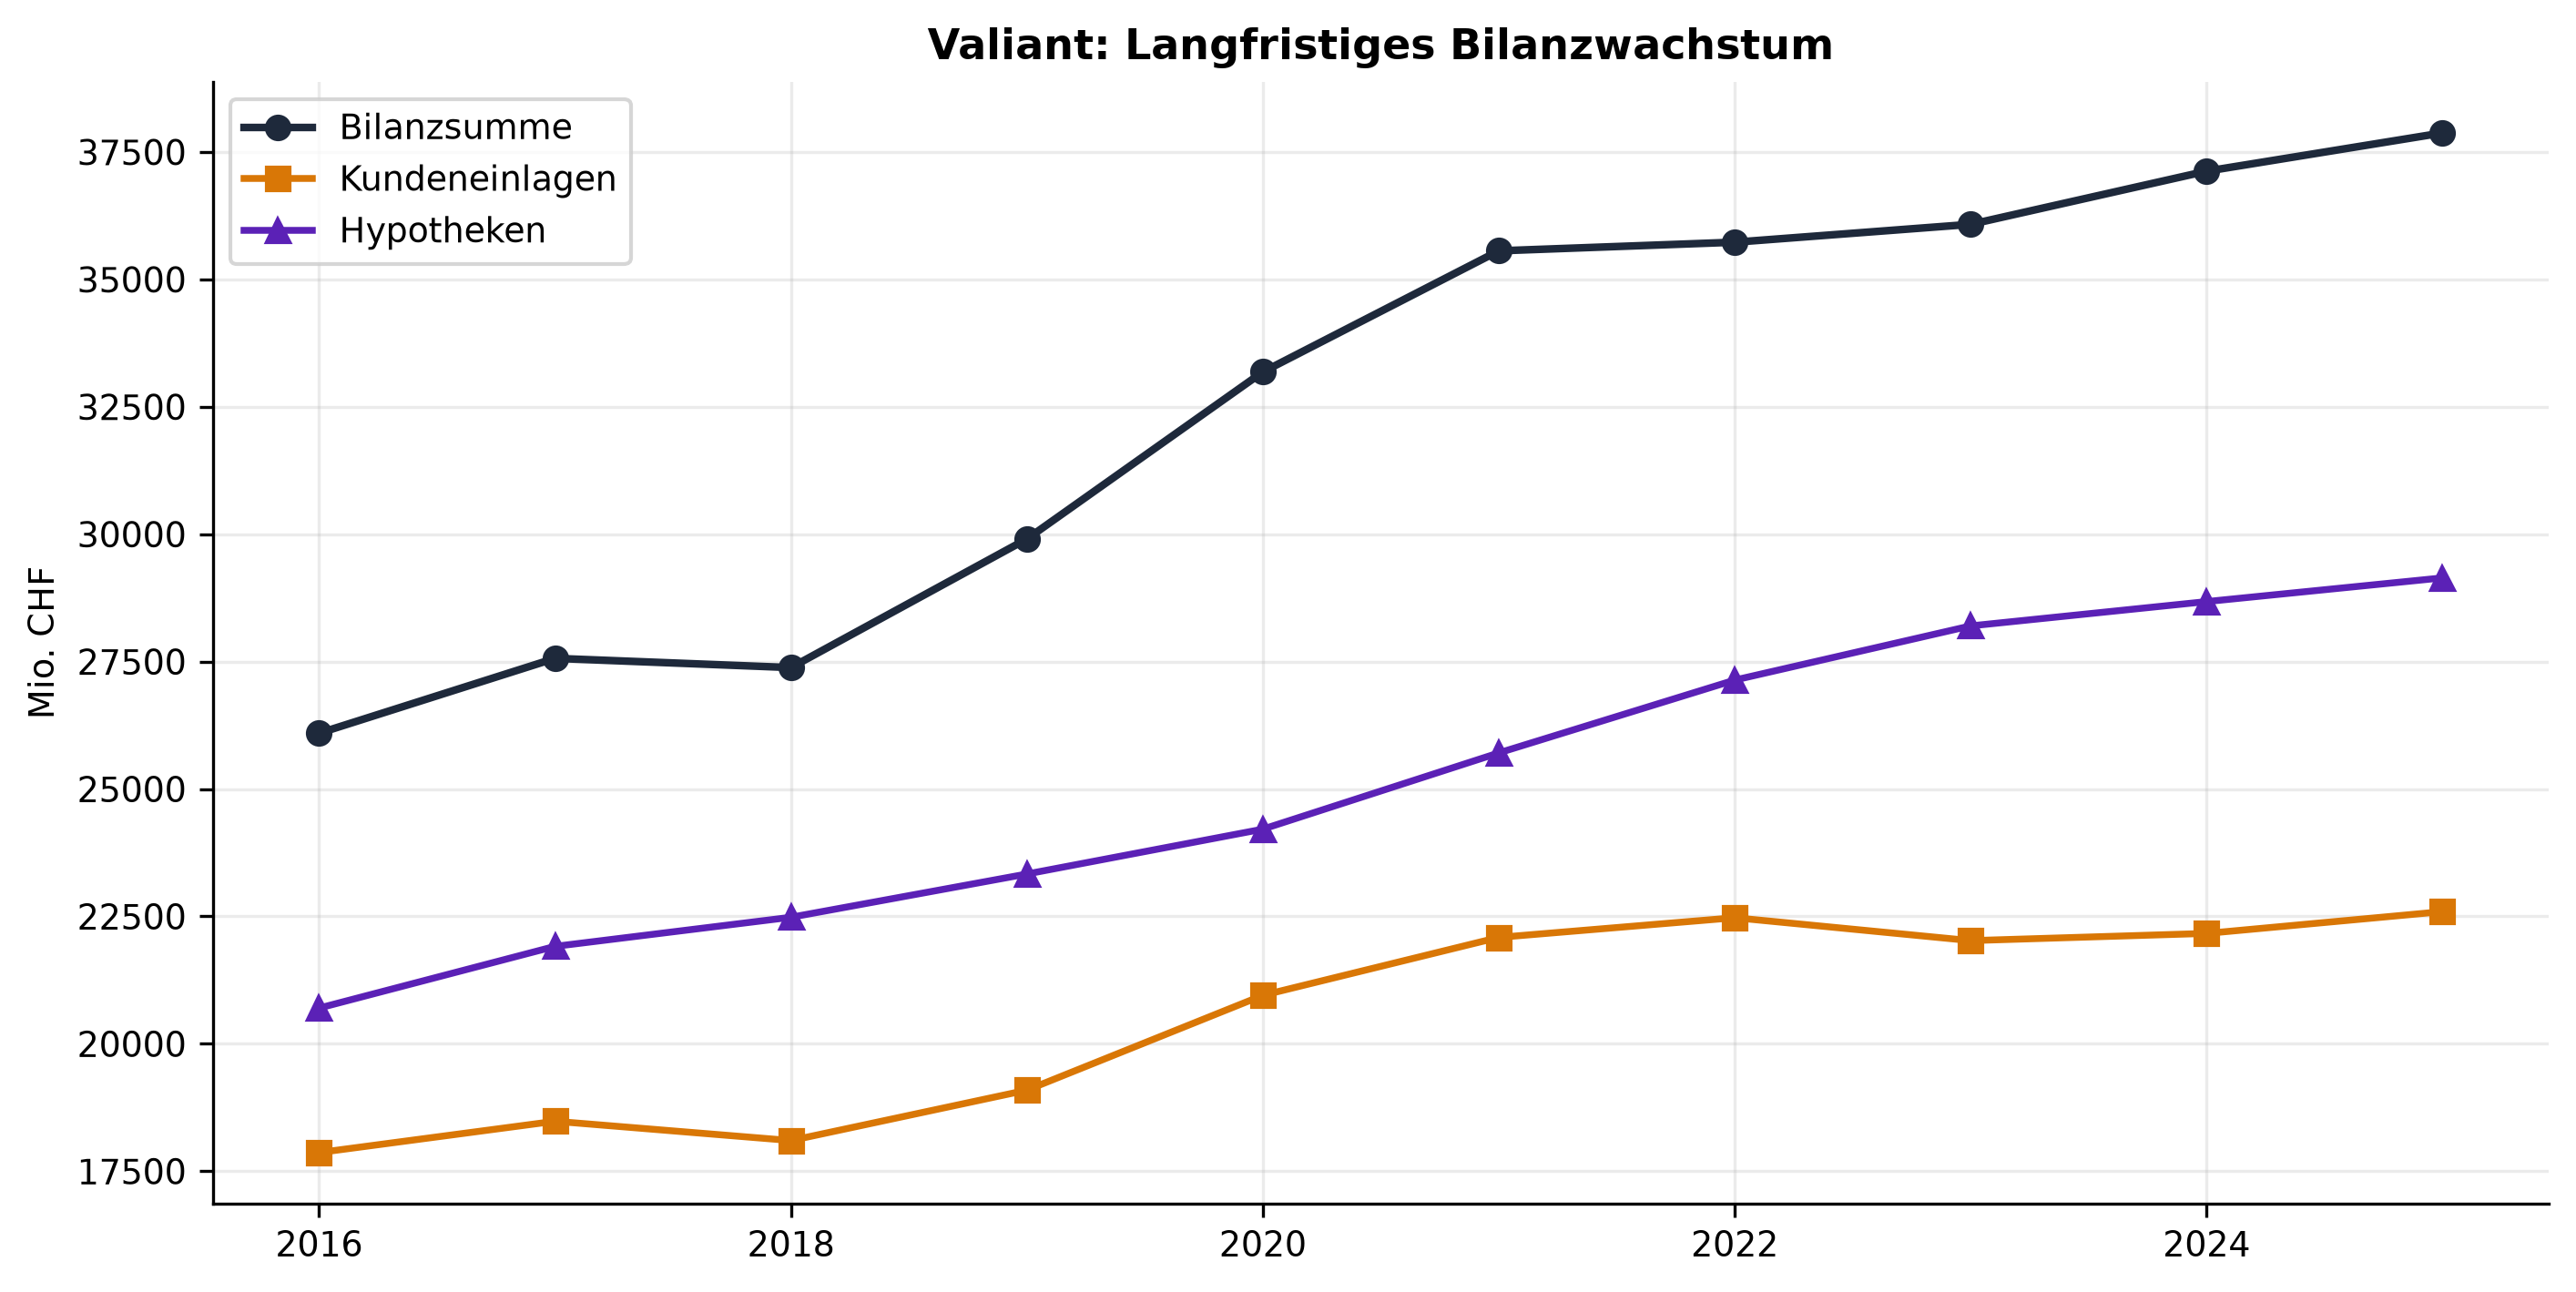 Valiant: Langfristiges Bilanzwachstum
Bilanzsumme
Kundeneinlagen
Hypotheken
Mio. CHF
37500
35000
32500
30000
27500
25000
22500
20000
17500
2016
2018
2020
2022
2024